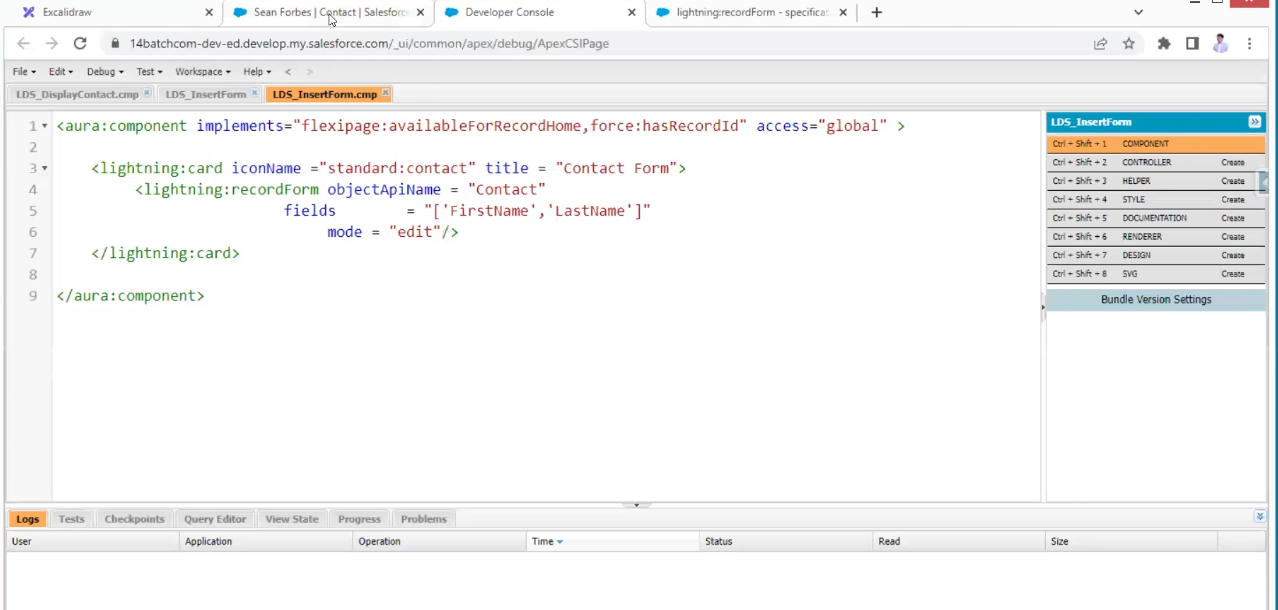 Excalidraw
Sean Forbes | Contact | Salesforc
Developer Console
lightning:recordForm - specificat
14batchcom-dev-ed.develop.my.salesforce.com/_ui/common/apex/debug/ApexCSIPage
File Edit Debug Test Workspace Help < >
LDS_DisplayContact.cmp LDS_InsertForm LDS_InsertForm.cmp
1 <aura:component implements="flexipage:availableForRecordHome,force:hasRecordId" access="global" >
2
3 <lightning:card iconName ="standard:contact" title = "Contact Form">
4 <lightning:recordForm objectApiName = "Contact"
5 fields = "['FirstName','LastName']"
6 mode = "edit"/>
7 </lightning:card>
8
9 </aura:component>
LDS_InsertForm
Ctrl + Shift + 1 COMPONENT
Ctrl + Shift + 2 CONTROLLER Create
Ctrl + Shift + 3 HELPER Create
Ctrl + Shift + 4 STYLE Create
Ctrl + Shift + 5 DOCUMENTATION Create
Ctrl + Shift + 6 RENDERER Create
Ctrl + Shift + 7 DESIGN Create
Ctrl + Shift + 8 SVG Create
Bundle Version Settings
Logs Tests Checkpoints Query Editor View State Progress Problems
User Application Operation Time Status Read Size